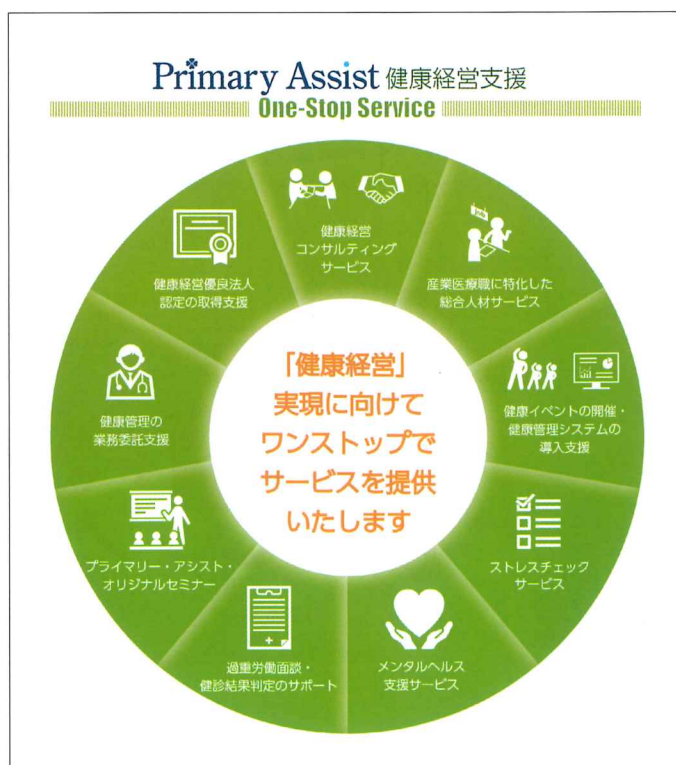 Primary Assist 健康経営支援
One-Stop Service
健康経営
コンサルティング
サービス
産業医療職に特化した
総合人材サービス
健康イベントの開催・
健康管理システムの
導入支援
ストレスチェック
サービス
メンタルヘルス
支援サービス
過重労働面談・
健診結果判定のサポート
プライマリー・アシスト・
オリジナルセミナー
健康管理の
業務委託支援
健康経営優良法人
認定の取得支援
「健康経営」
実現に向けて
ワンストップで
サービスを提供
いたします